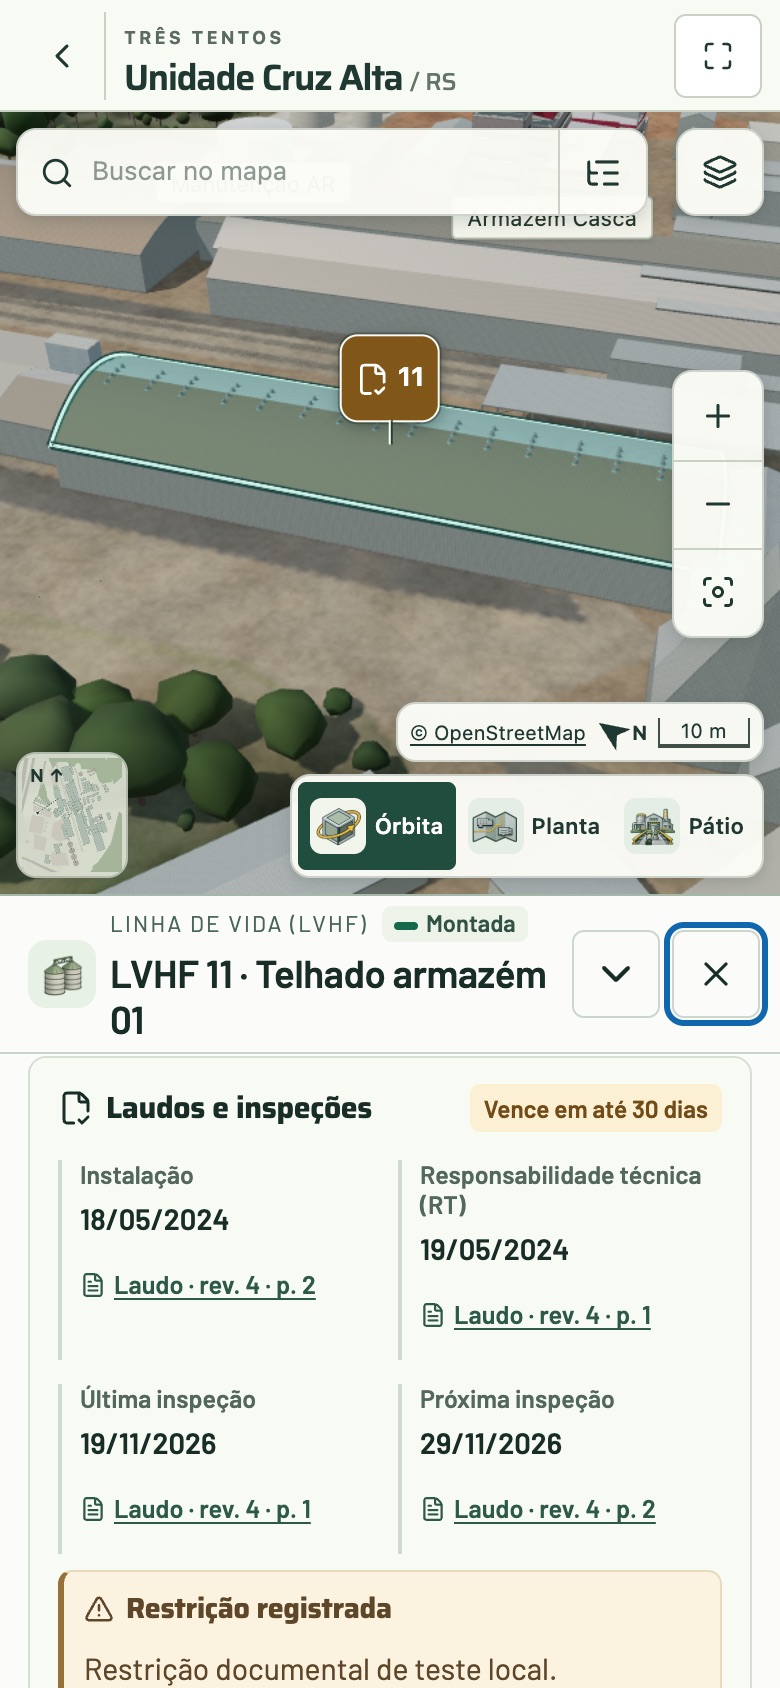 TRÊS TENTOS
Unidade Cruz Alta / RS
Buscar no mapa
Manutenção AR
Armazém Casca
11
© OpenStreetMap
N
10 m
N ↑
Órbita
Planta
Pátio
LINHA DE VIDA (LVHF)
Montada
LVHF 11 · Telhado armazém
01
Laudos e inspeções
Vence em até 30 dias
Instalação
18/05/2024
Laudo · rev. 4 · p. 2
Responsabilidade técnica
(RT)
19/05/2024
Laudo · rev. 4 · p. 1
Última inspeção
19/11/2026
Laudo · rev. 4 · p. 1
Próxima inspeção
29/11/2026
Laudo · rev. 4 · p. 2
Restrição registrada
Restrição documental de teste local.